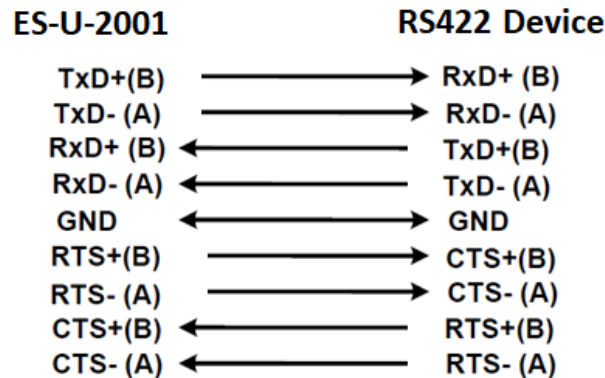 ES-U-2001 RS422 Device
TxD+(B) RxD+ (B)
TxD- (A) RxD- (A)
RxD+ (B) TxD+(B)
RxD- (A) TxD- (A)
GND GND
RTS+(B) CTS+(B)
RTS- (A) CTS- (A)
CTS+(B) RTS+(B)
CTS- (A) RTS- (A)